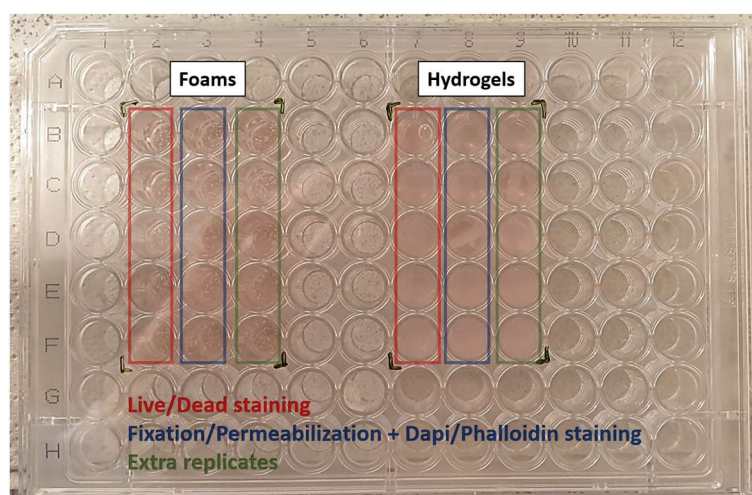 1 2 3 4 5 6 7 8 9 10 11 12
A
Foams Hydrogels
B
C
D
E
F
G
Live/Dead staining
Fixation/Permeabilization + Dapi/Phalloidin staining
H
Extra replicates